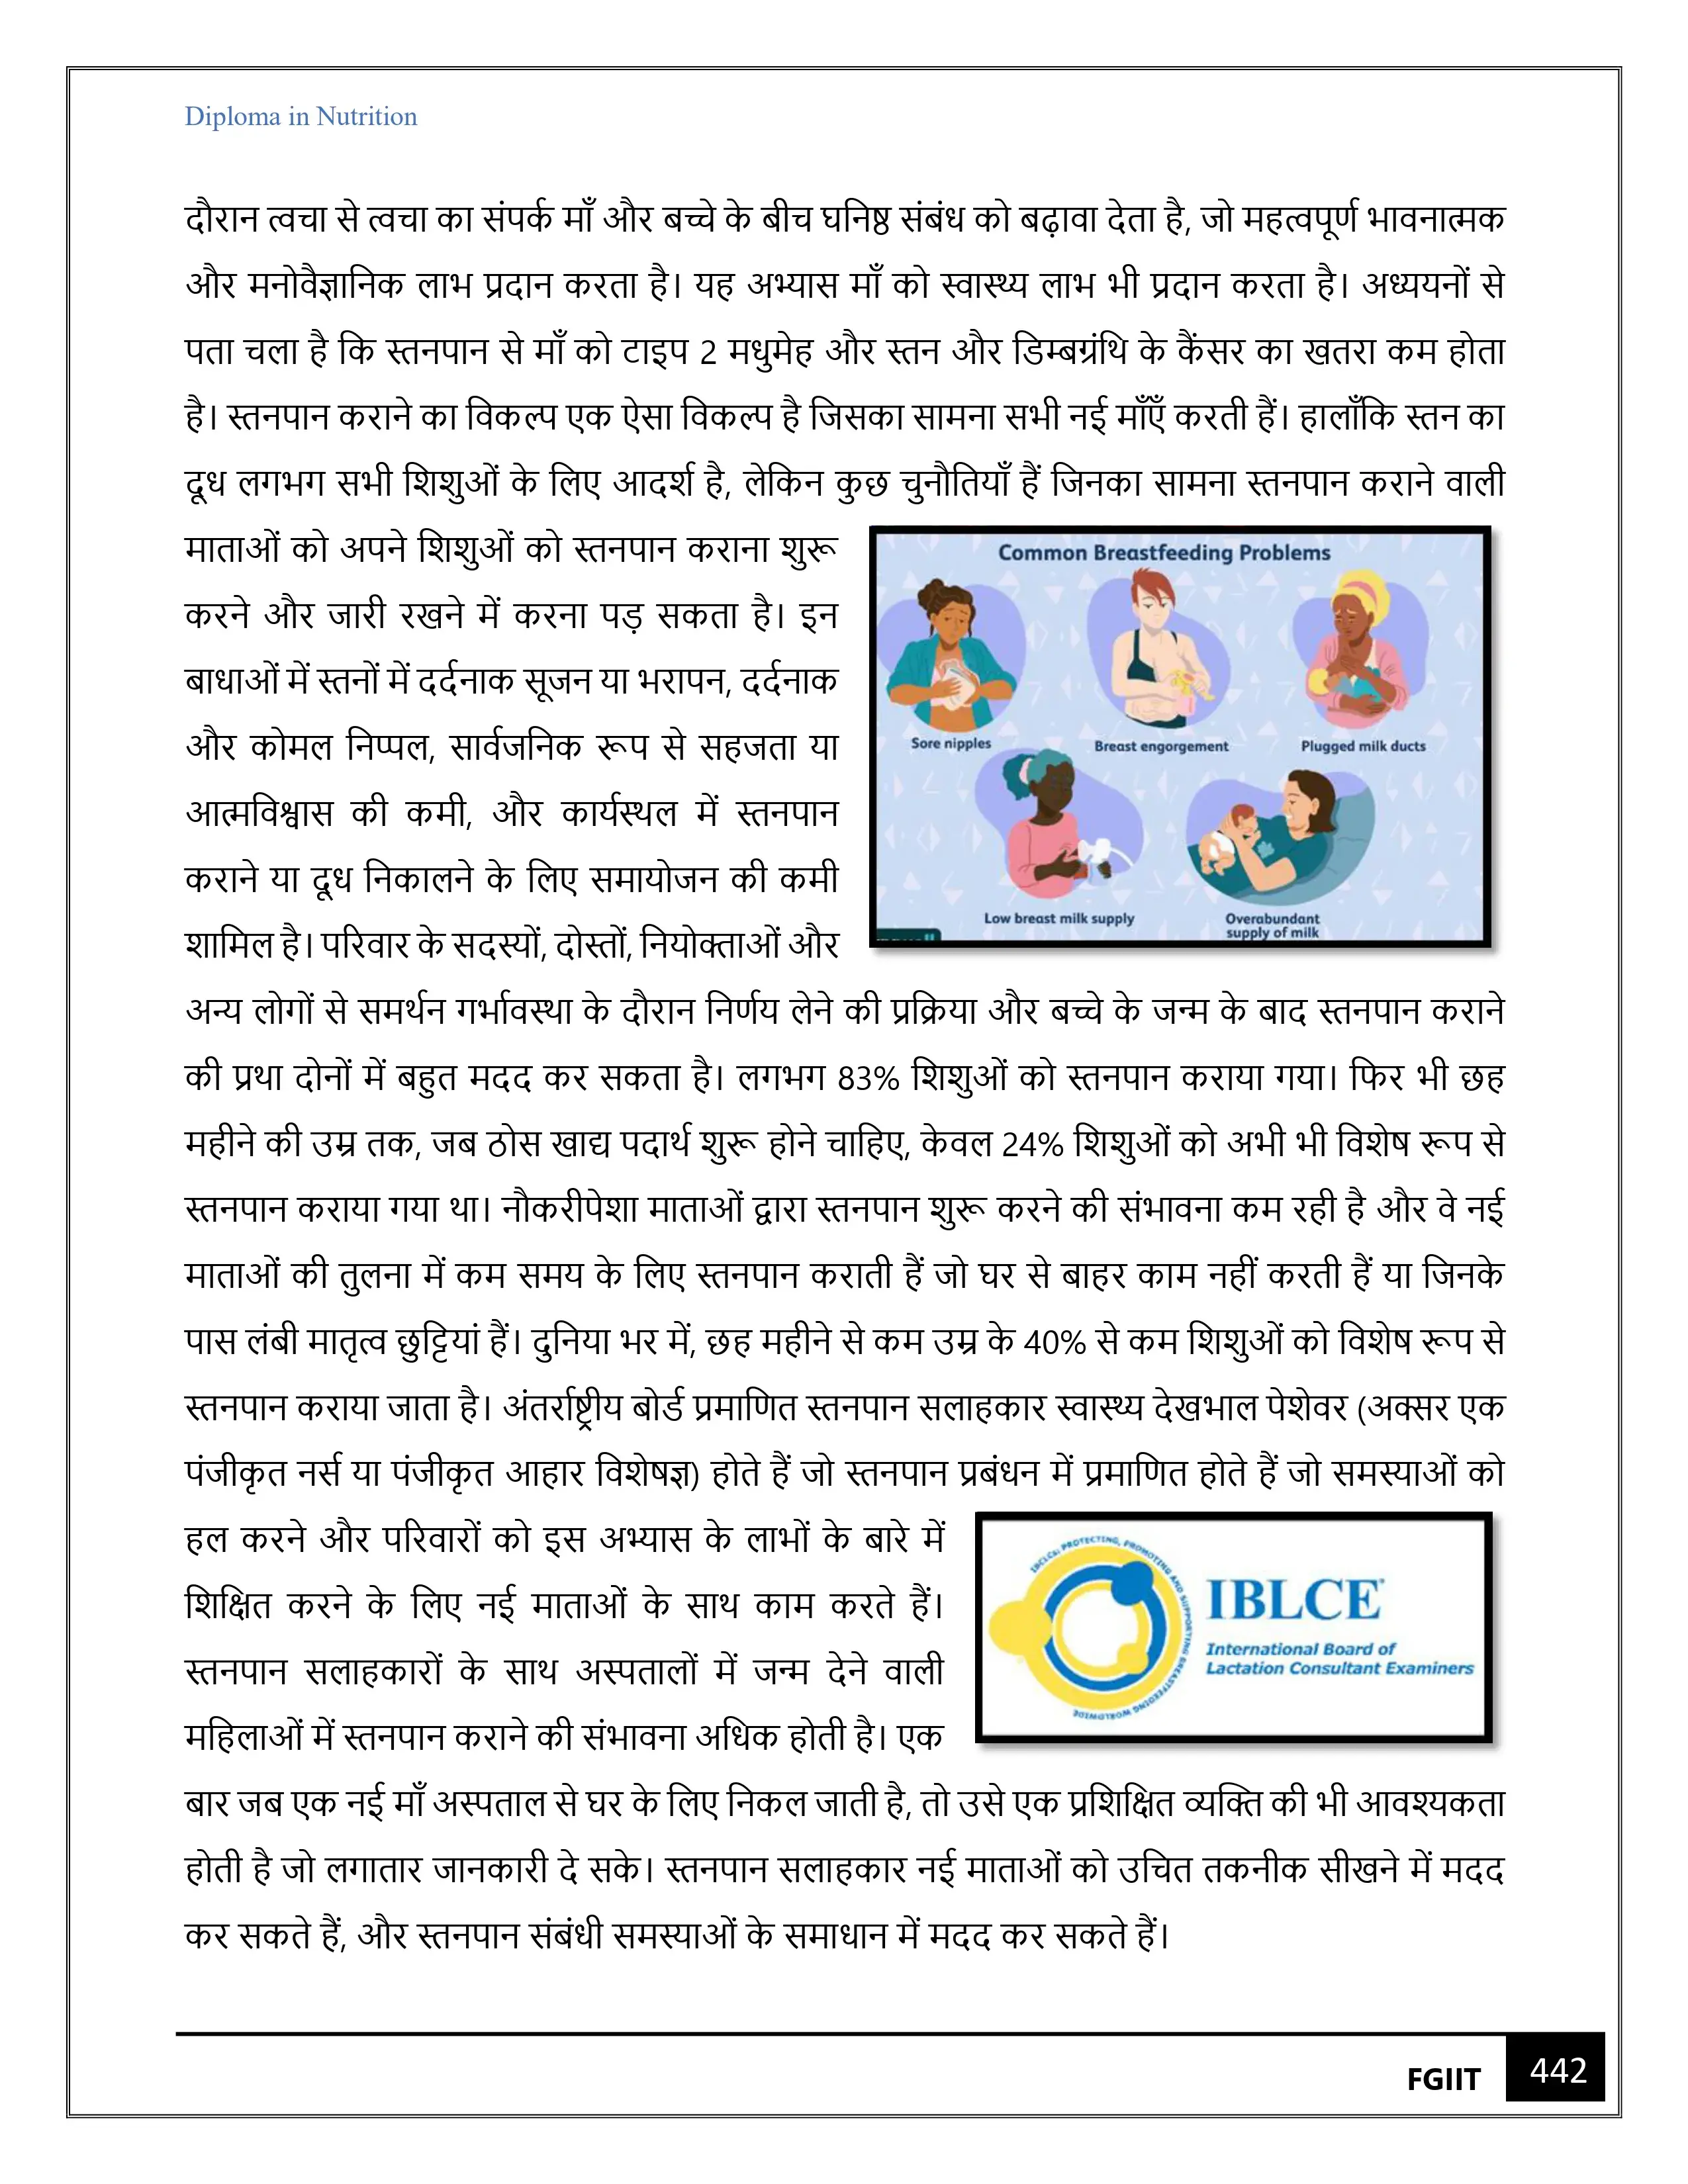 Diploma in Nutrition
दौरान त्वचा से त्वचा का संपर्क माँ और बच्चे के बीच घनिष्ठ संबंध को बढ़ावा देता है, जो महत्वपूर्ण भावनात्मक
और मनोवैज्ञानिक लाभ प्रदान करता है। यह अभ्यास माँ को स्वास्थ्य लाभ भी प्रदान करता है। अध्ययनों से
पता चला है कि स्तनपान से माँ को टाइप 2 मधुमेह और स्तन और डिम्बग्रंथि के कैंसर का खतरा कम होता
है। स्तनपान कराने का विकल्प एक ऐसा विकल्प है जिसका सामना सभी नई माँएँ करती हैं। हालाँकि स्तन का
दूध लगभग सभी शिशुओं के लिए आदर्श है, लेकिन कुछ चुनौतियाँ हैं जिनका सामना स्तनपान कराने वाली
माताओं को अपने शिशुओं को स्तनपान कराना शुरू
करने और जारी रखने में करना पड़ सकता है। इन
बाधाओं में स्तनों में दर्दनाक सूजन या भरापन, दर्दनाक
और कोमल निप्पल, सार्वजनिक रूप से सहजता या
आत्मविश्वास की कमी, और कार्यस्थल में स्तनपान
कराने या दूध निकालने के लिए समायोजन की कमी
शामिल है। परिवार के सदस्यों, दोस्तों, नियोक्ताओं और
Common Breastfeeding Problems
Sore nipples
Breast engorgement
Plugged milk ducts
Low breast milk supply
Overabundant
supply of milk
अन्य लोगों से समर्थन गर्भावस्था के दौरान निर्णय लेने की प्रक्रिया और बच्चे के जन्म के बाद स्तनपान कराने
की प्रथा दोनों में बहुत मदद कर सकता है। लगभग 83% शिशुओं को स्तनपान कराया गया। फिर भी छह
महीने की उम्र तक, जब ठोस खाद्य पदार्थ शुरू होने चाहिए, केवल 24% शिशुओं को अभी भी विशेष रूप से
स्तनपान कराया गया था। नौकरीपेशा माताओं द्वारा स्तनपान शुरू करने की संभावना कम रही है और वे नई
माताओं की तुलना में कम समय के लिए स्तनपान कराती हैं जो घर से बाहर काम नहीं करती हैं या जिनके
पास लंबी मातृत्व छुट्टियां हैं। दुनिया भर में, छह महीने से कम उम्र के 40% से कम शिशुओं को विशेष रूप से
स्तनपान कराया जाता है। अंतर्राष्ट्रीय बोर्ड प्रमाणित स्तनपान सलाहकार स्वास्थ्य देखभाल पेशेवर (अक्सर एक
पंजीकृत नर्स या पंजीकृत आहार विशेषज्ञ) होते हैं जो स्तनपान प्रबंधन में प्रमाणित होते हैं जो समस्याओं को
हल करने और परिवारों को इस अभ्यास के लाभों के बारे में
शिक्षित करने के लिए नई माताओं के साथ काम करते हैं।
स्तनपान सलाहकारों के साथ अस्पतालों में जन्म देने वाली
महिलाओं में स्तनपान कराने की संभावना अधिक होती है। एक
IBCLCs: PROTECTING, PROMOTING AND SUPPORTING BREASTFEEDING WORLDWIDE
IBLCE
International Board of
Lactation Consultant Examiners
बार जब एक नई माँ अस्पताल से घर के लिए निकल जाती है, तो उसे एक प्रशिक्षित व्यक्ति की भी आवश्यकता
होती है जो लगातार जानकारी दे सके। स्तनपान सलाहकार नई माताओं को उचित तकनीक सीखने में मदद
कर सकते हैं, और स्तनपान संबंधी समस्याओं के समाधान में मदद कर सकते हैं।
FGIIT
442